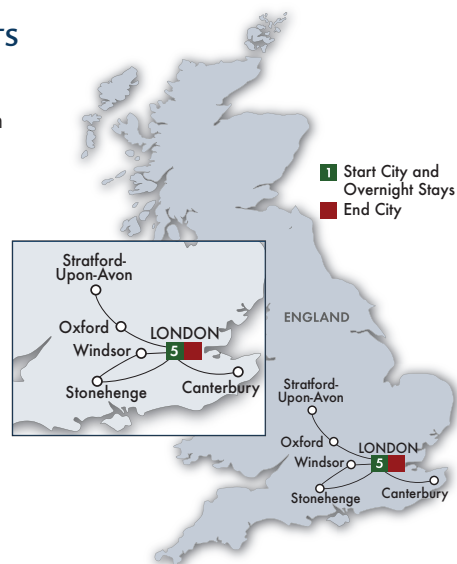 TS
n
1 Start City and
Overnight Stays
End City
Stratford-
Upon-Avon
Oxford
LONDON
Windsor
5
Stonehenge
Canterbury
ENGLAND
Stratford-
Upon-Avon
Oxford
LONDON
Windsor
5
Stonehenge
Canterbury